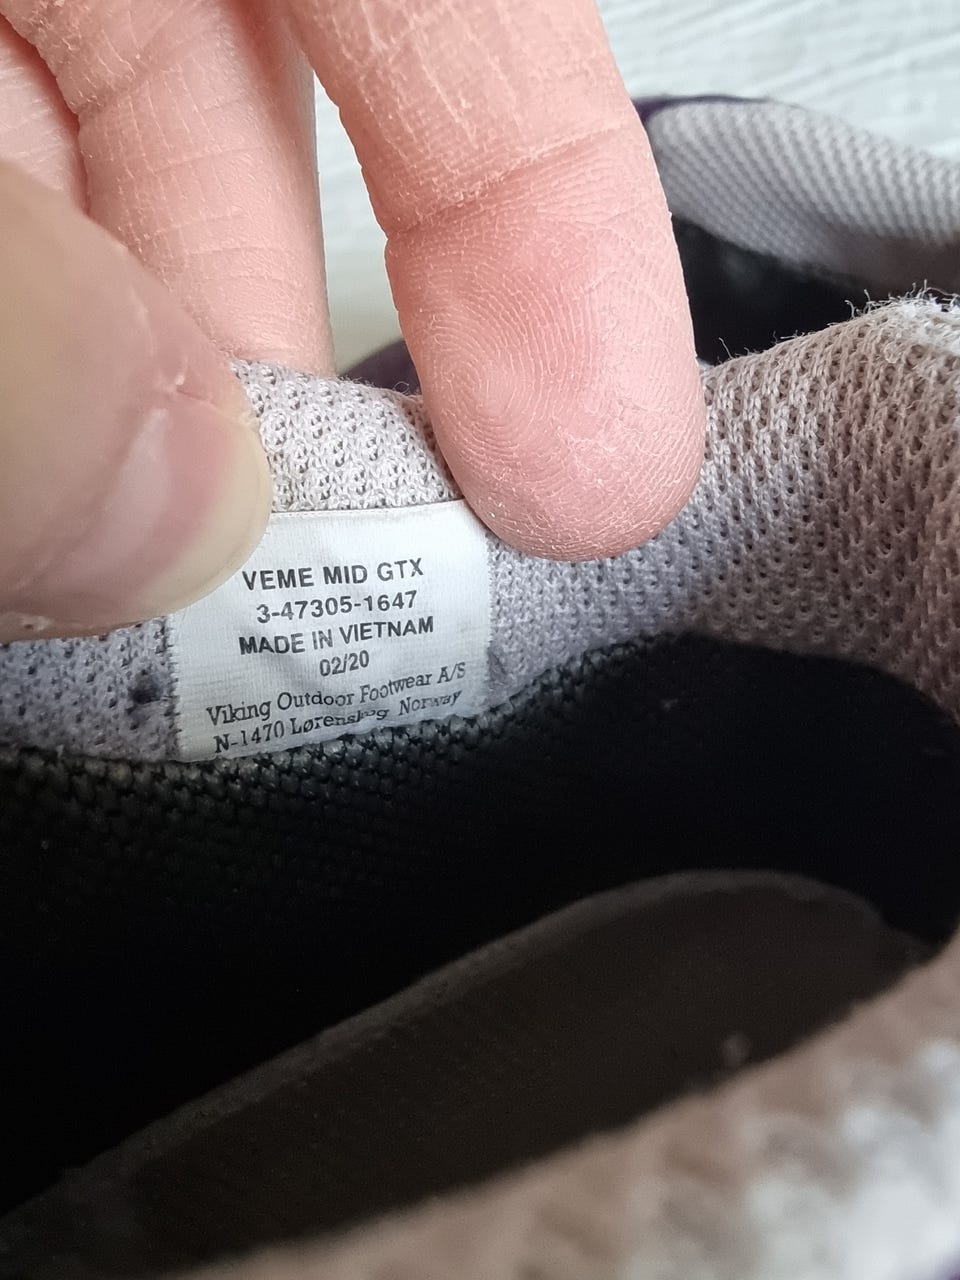 VEME MID GTX
3-47305-1647
MADE IN VIETNAM
02/20
Viking Outdoor Footwear A/S
N-1470 Lørenskog Norway